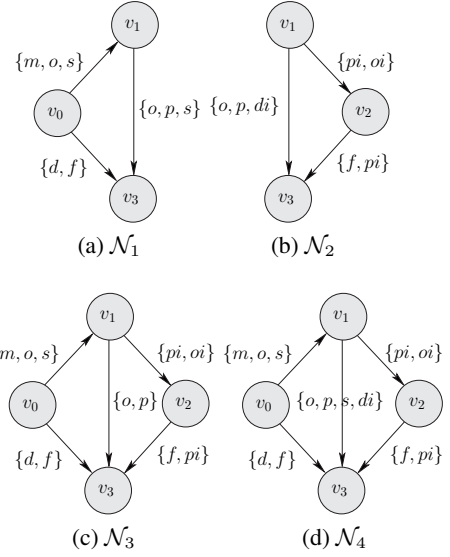 v₁
v₁
{m, o, s}
{pi, oi}
v₀
{o, p, s}
{o, p, di}
v₂
{d, f}
{f, pi}
v₃
v₃
(a) 𝒩₁
(b) 𝒩₂
v₁
v₁
m, o, s}
{pi, oi}
{m, o, s}
{pi, oi}
v₀
{o, p}
v₂
v₀
{o, p, s, di}
v₂
{d, f}
{f, pi}
{d, f}
{f, pi}
v₃
v₃
(c) 𝒩₃
(d) 𝒩₄